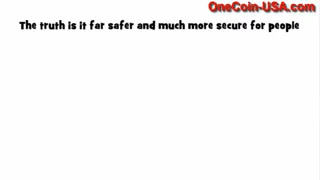 OneCoin-USA.com
The truth is it far safer and much more secure for people